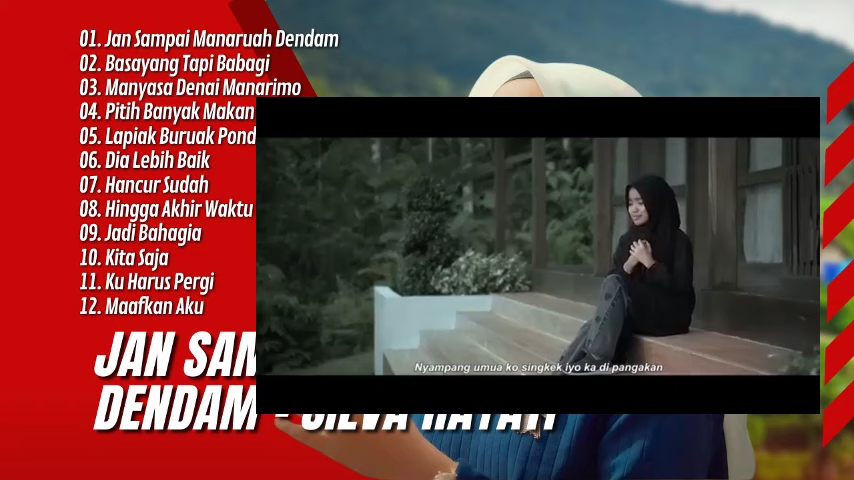 01. Jan Sampai Manaruah Dendam
02. Basayang Tapi Babagi
03. Manyasa Denai Manarimo
04. Pitih Banyak Makan
05. Lapiak Buruak Pond
06. Dia Lebih Baik
07. Hancur Sudah
08. Hingga Akhir Waktu
09. Jadi Bahagia
10. Kita Saja
11. Ku Harus Pergi
12. Maafkan Aku
Nyampang umua ko singkek iyo ka di pangakan
JAN SAM
DENDAM - SILVA HAYATI